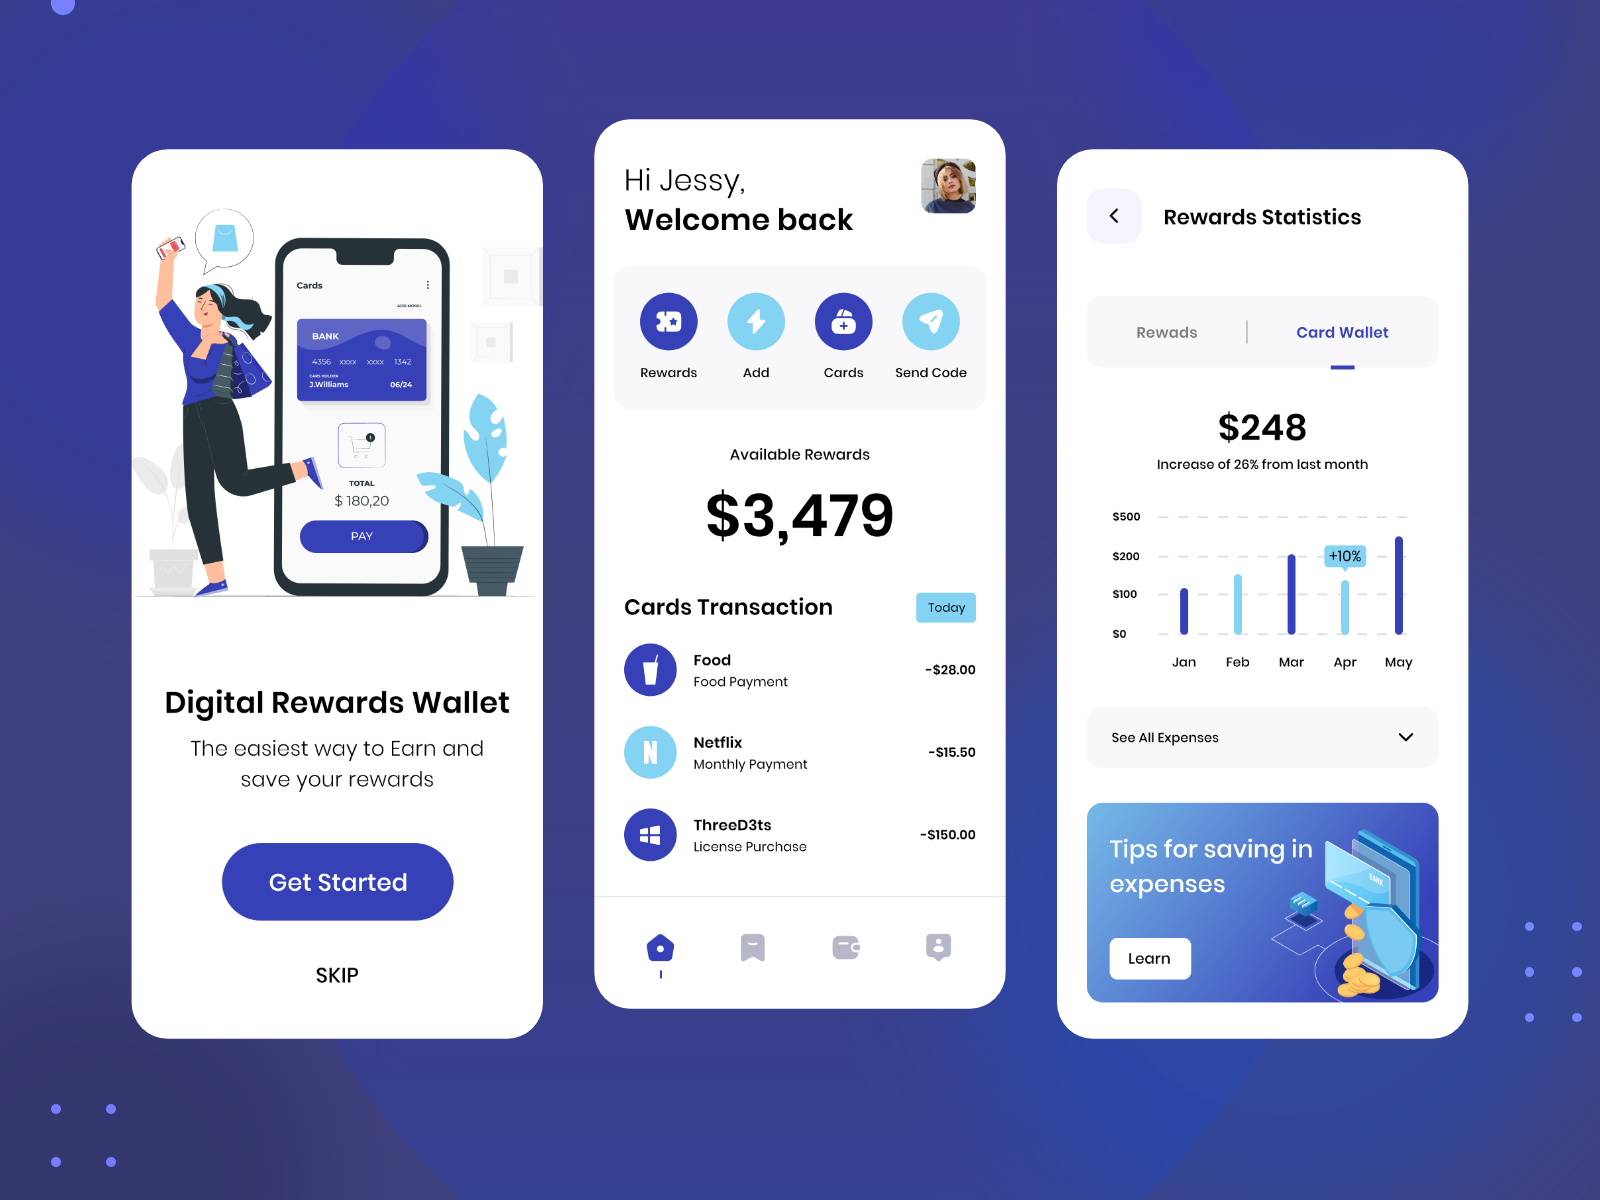 Cards
ADD MORE+
BANK
4356 xxxx xxxx 1342
CARD HOLDER
J.Williams 06/24
1
TOTAL
$ 180,20
PAY
Digital Rewards Wallet
The easiest way to Earn and
save your rewards
Get Started
SKIP
Hi Jessy,
Welcome back
Rewards Add Cards Send Code
Available Rewards
$3,479
Cards Transaction Today
Food
Food Payment
-$28.00
N
Netflix
Monthly Payment
-$15.50
ThreeD3ts
License Purchase
-$150.00
Rewards Statistics
Rewads Card Wallet
$248
Increase of 26% from last month
$500
$200
+10%
$100
$0
Jan Feb Mar Apr May
See All Expenses
Tips for saving in
expenses
BANK
Learn